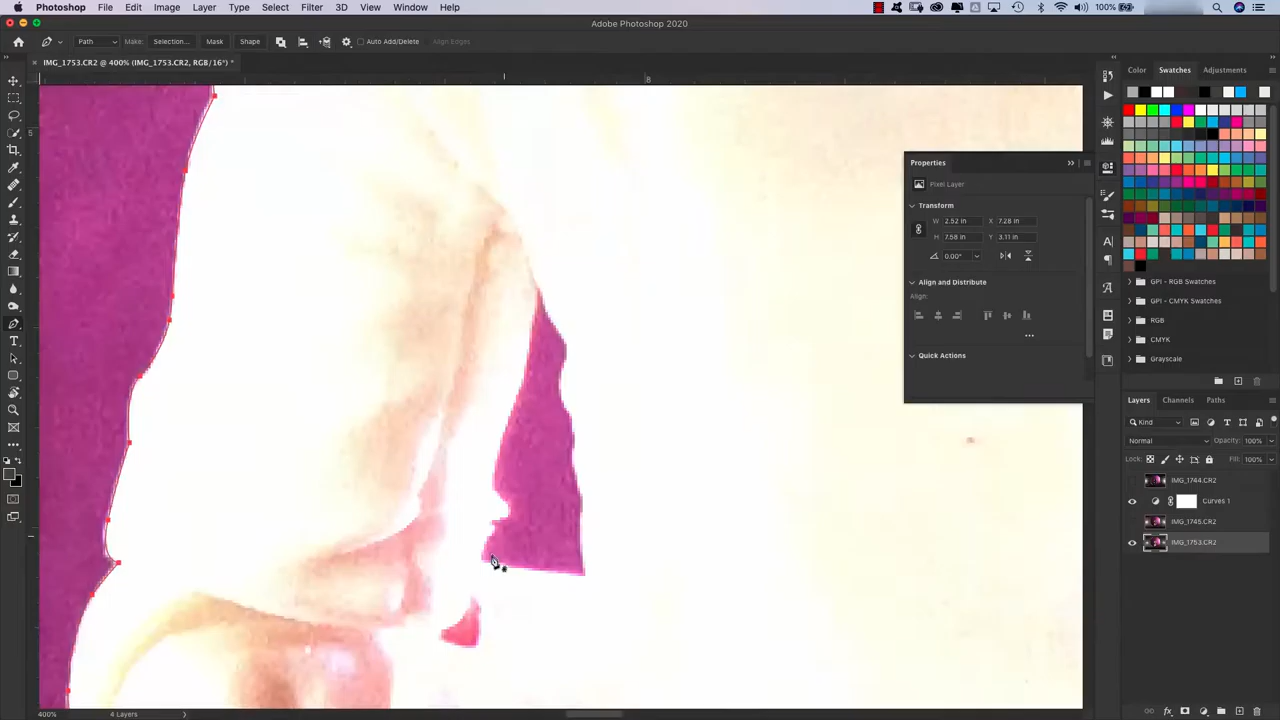 Photoshop File Edit Image Layer Type Select Filter 3D View Window Help 100%
Adobe Photoshop 2020
Path Make: Selection... Mask Shape Auto Add/Delete Align Edges
IMG_1753.CR2 @ 400% (IMG_1753.CR2, RGB/16*) *
Color Swatches Adjustments
8
5
Properties
Pixel Layer
Transform
W 2.52 in X 7.28 in
H 7.58 in Y 3.11 in
0.00°
Align and Distribute
Align:
Quick Actions
GPI - RGB Swatches
GPI - CMYK Swatches
RGB
CMYK
Grayscale
Layers Channels Paths
Kind
Normal Opacity: 100%
Lock: Fill: 100%
IMG_1744.CR2
Curves 1
IMG_1745.CR2
IMG_1753.CR2
400% 4 Layers